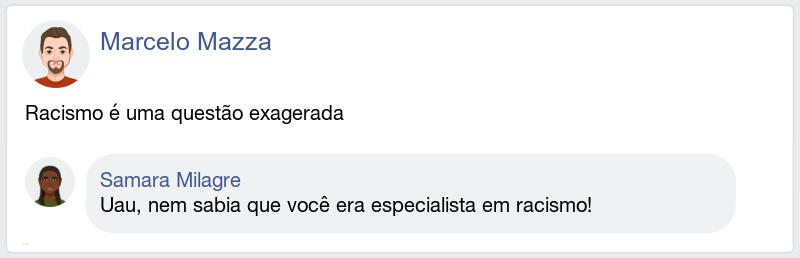 Marcelo Mazza
Racismo é uma questão exagerada
Samara Milagre
Uau, nem sabia que você era especialista em racismo!